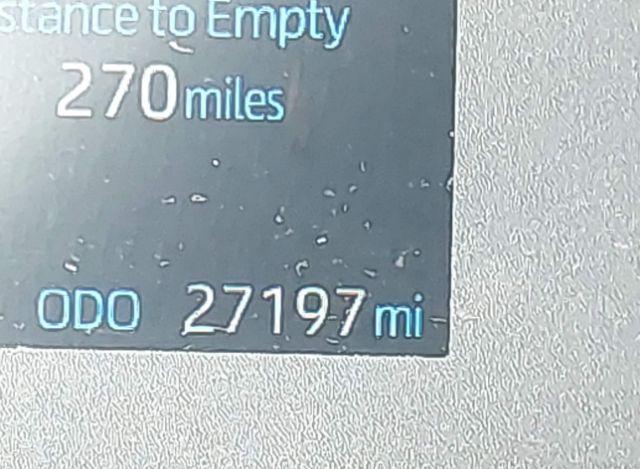 stance to Empty
270 miles
ODO 27197 mi